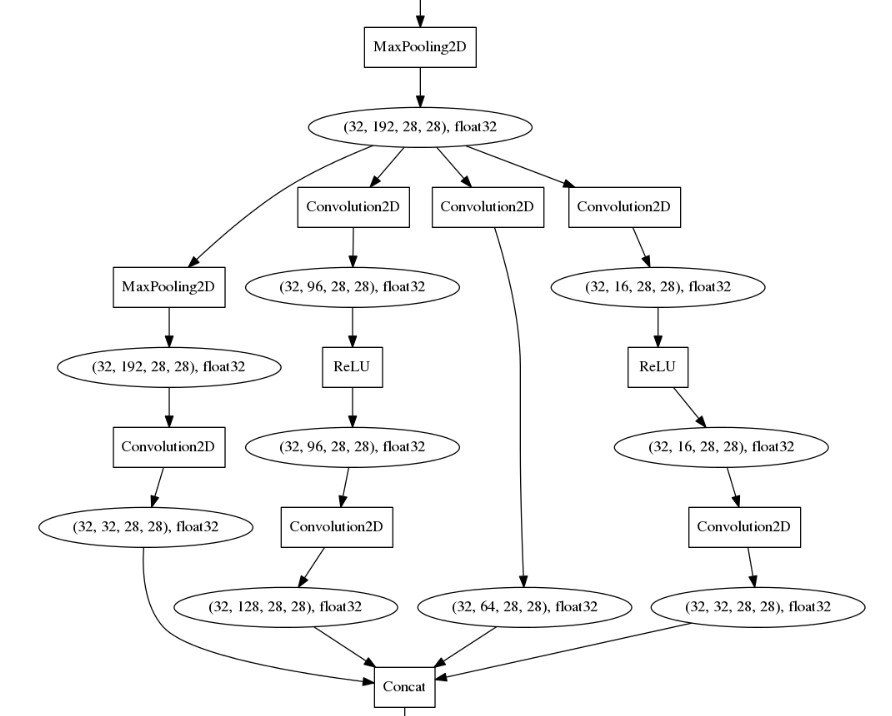 MaxPooling2D
(32, 192, 28, 28), float32
Convolution2D
Convolution2D
Convolution2D
MaxPooling2D
(32, 96, 28, 28), float32
(32, 16, 28, 28), float32
(32, 192, 28, 28), float32
ReLU
ReLU
Convolution2D
(32, 96, 28, 28), float32
(32, 16, 28, 28), float32
(32, 32, 28, 28), float32
Convolution2D
Convolution2D
(32, 128, 28, 28), float32
(32, 64, 28, 28), float32
(32, 32, 28, 28), float32
Concat